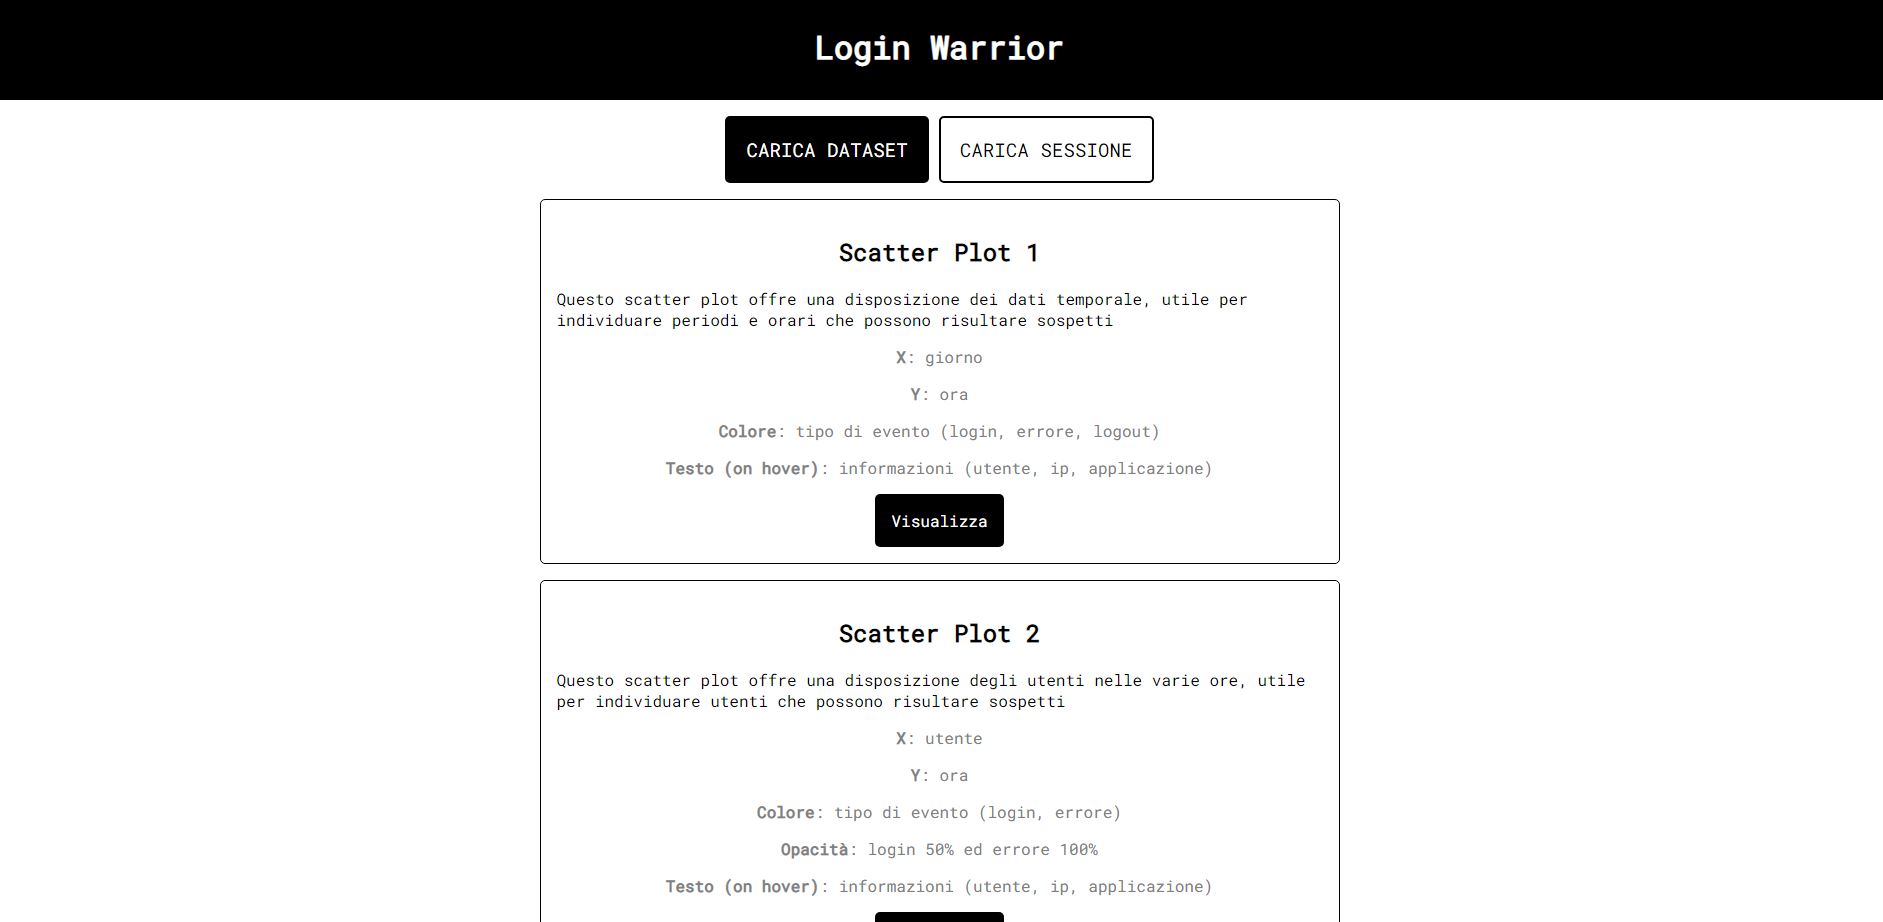 Login Warrior
CARICA DATASET
CARICA SESSIONE
Scatter Plot 1
Questo scatter plot offre una disposizione dei dati temporale, utile per
individuare periodi e orari che possono risultare sospetti
X: giorno
Y: ora
Colore: tipo di evento (login, errore, logout)
Testo (on hover): informazioni (utente, ip, applicazione)
Visualizza
Scatter Plot 2
Questo scatter plot offre una disposizione degli utenti nelle varie ore, utile
per individuare utenti che possono risultare sospetti
X: utente
Y: ora
Colore: tipo di evento (login, errore)
Opacità: login 50% ed errore 100%
Testo (on hover): informazioni (utente, ip, applicazione)